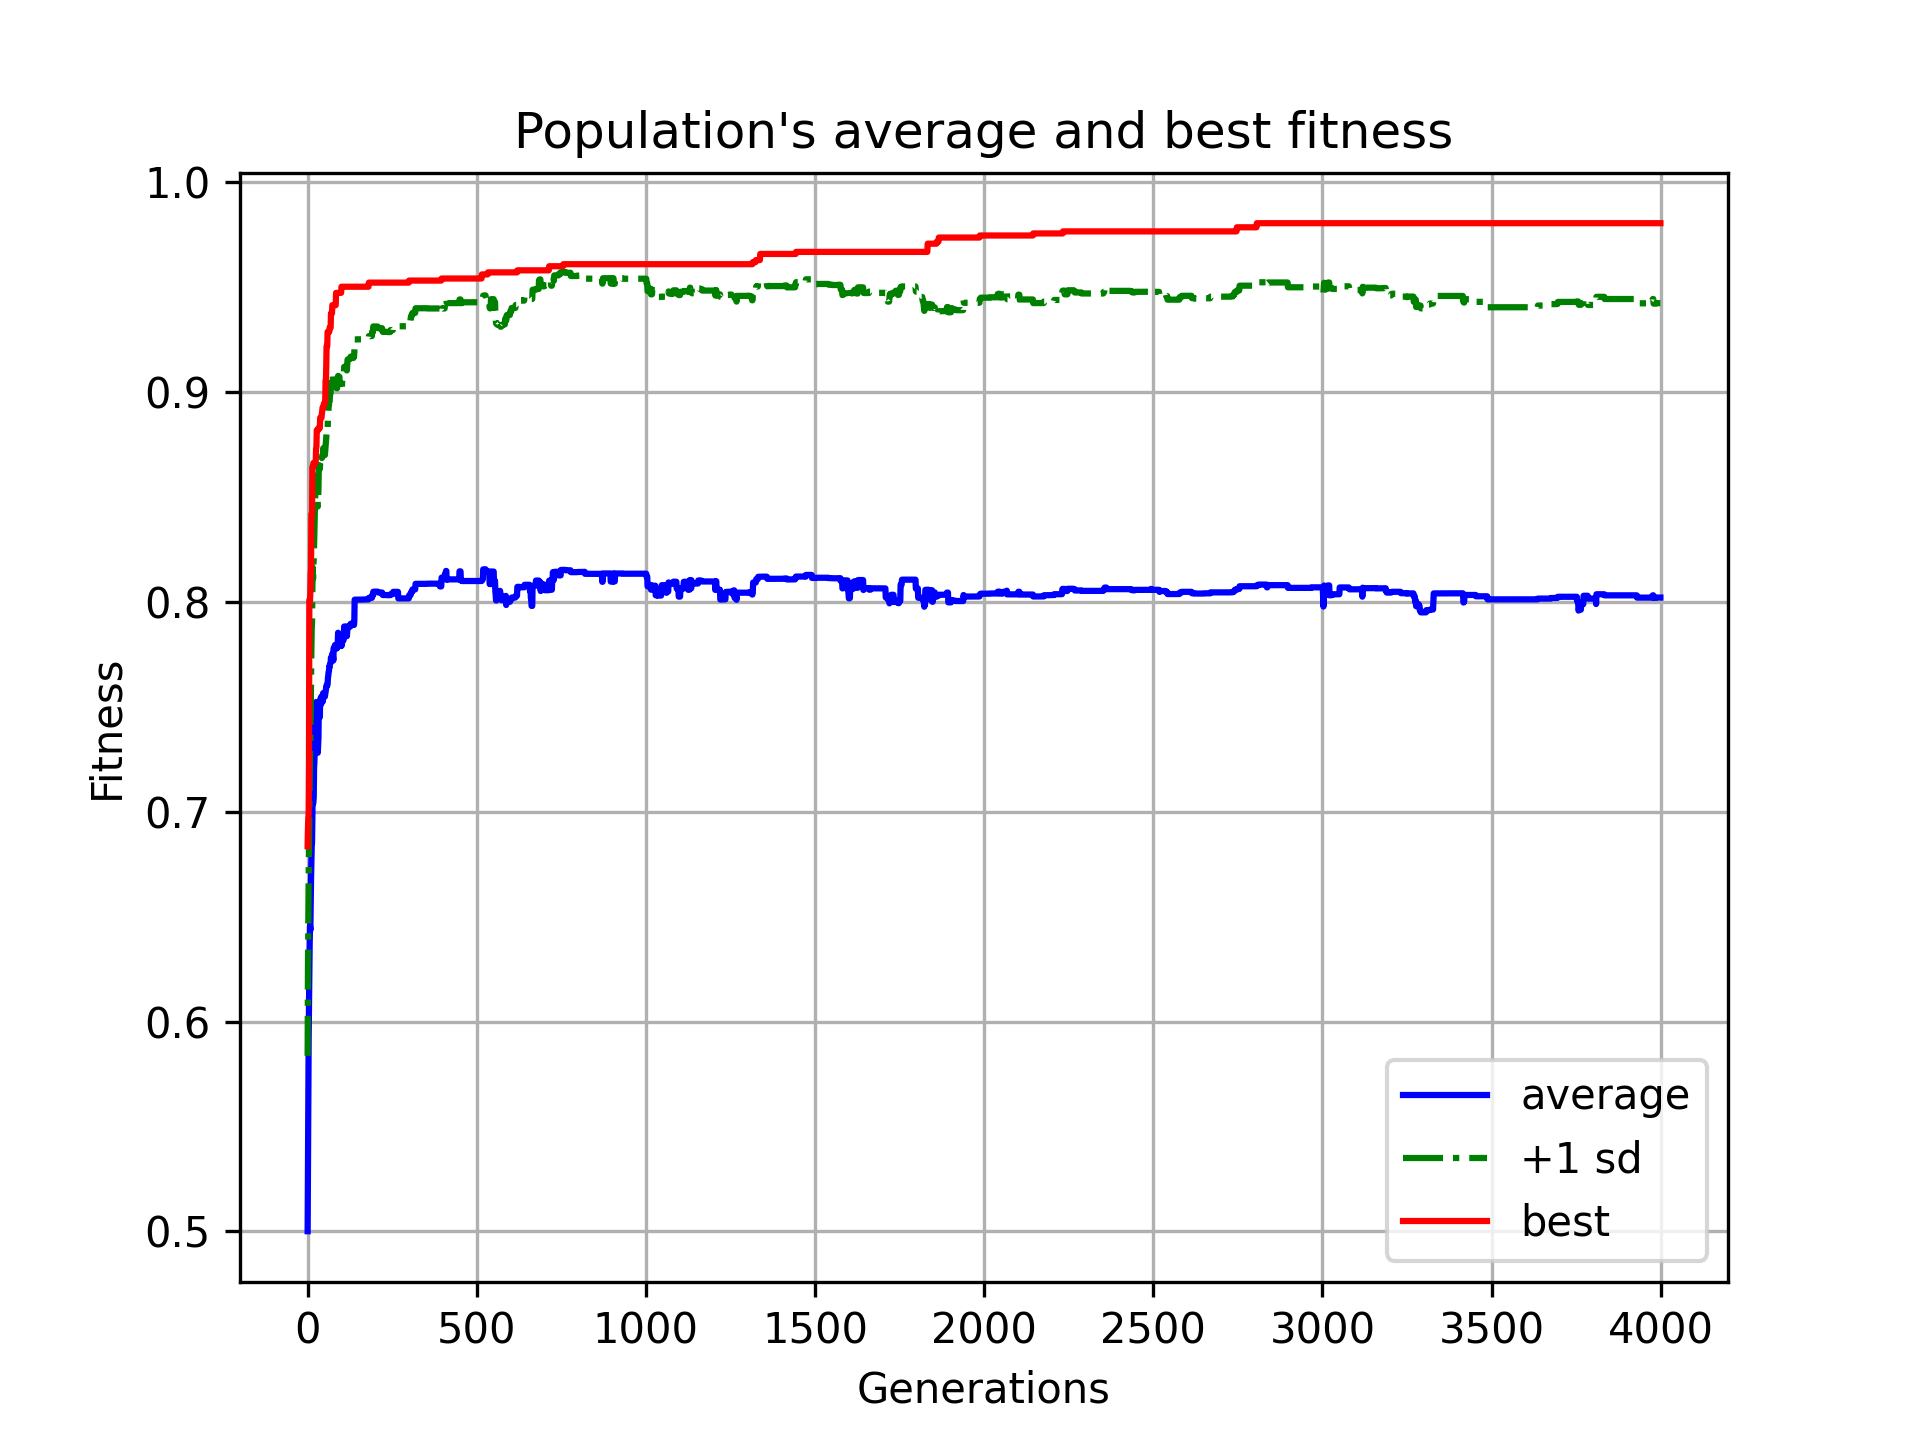 Population's average and best fitness
1.0
0.9
0.8
0.7
0.6
0.5
Fitness
0 500 1000 1500 2000 2500 3000 3500 4000
Generations
average
+1 sd
best